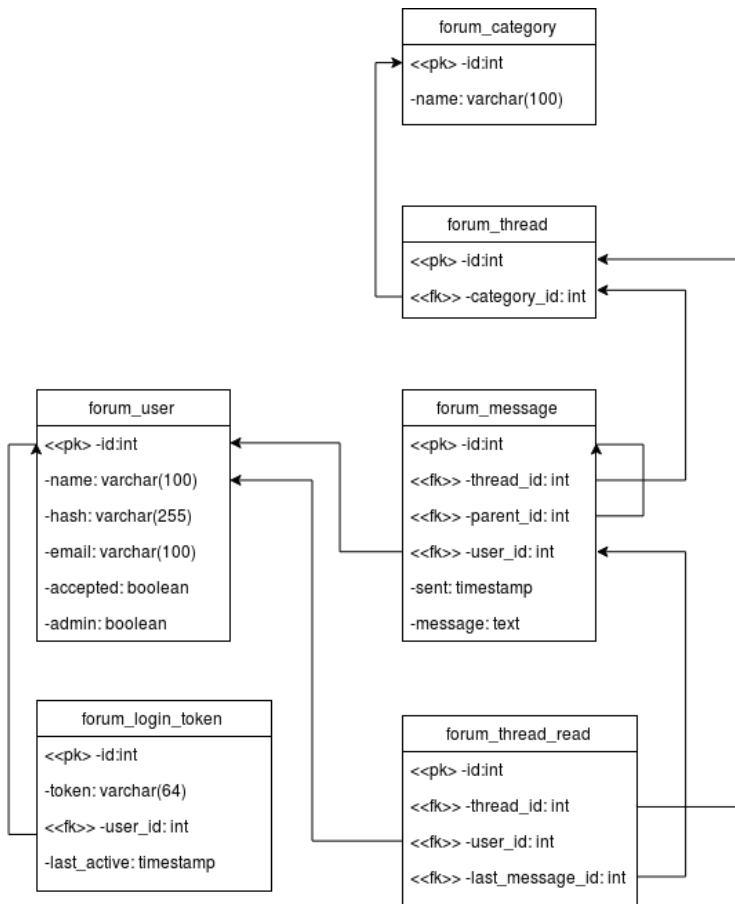 forum_category
<<pk> -id:int
-name: varchar(100)
forum_thread
<<pk> -id:int
<<fk>> -category_id: int
forum_user
<<pk> -id:int
-name: varchar(100)
-hash: varchar(255)
-email: varchar(100)
-accepted: boolean
-admin: boolean
forum_message
<<pk> -id:int
<<fk>> -thread_id: int
<<fk>> -parent_id: int
<<fk>> -user_id: int
-sent: timestamp
-message: text
forum_login_token
<<pk> -id:int
-token: varchar(64)
<<fk>> -user_id: int
-last_active: timestamp
forum_thread_read
<<pk> -id:int
<<fk>> -thread_id: int
<<fk>> -user_id: int
<<fk>> -last_message_id: int